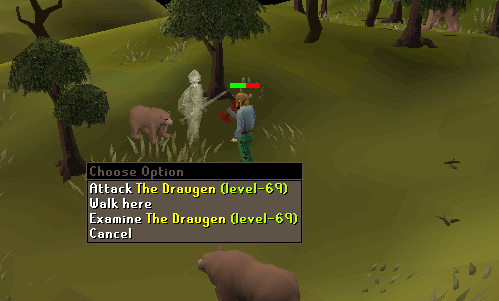 Choose Option
Attack The Draugen (level-69)
Walk here
Examine The Draugen (level-69)
Cancel